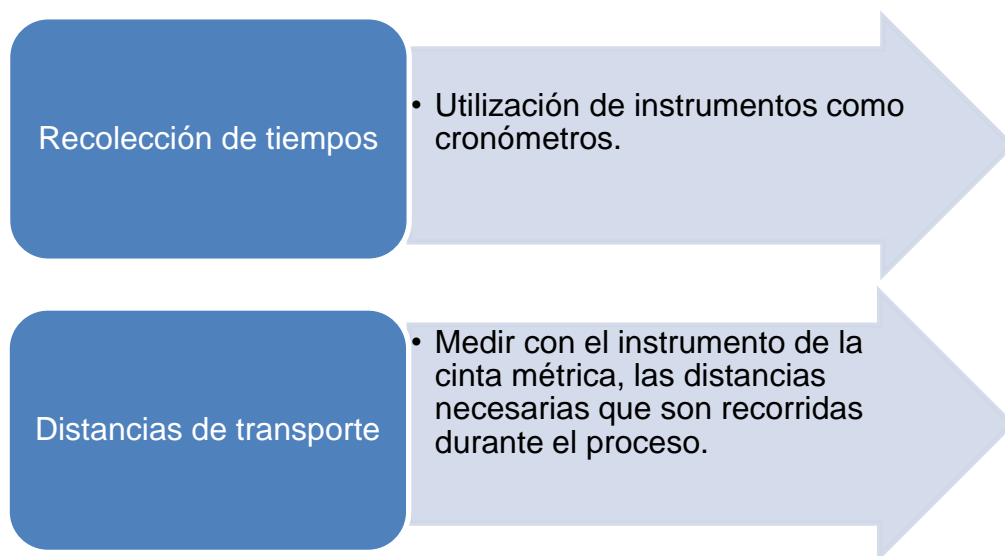 Recolección de tiempos
• Utilización de instrumentos como
cronómetros.
Distancias de transporte
• Medir con el instrumento de la
cinta métrica, las distancias
necesarias que son recorridas
durante el proceso.